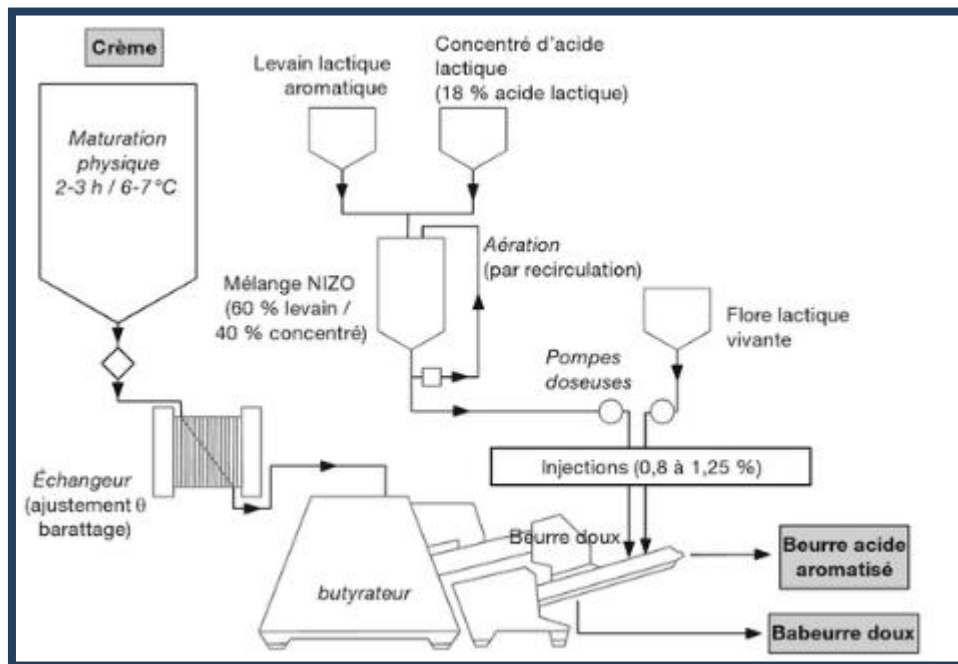 Crème
Maturation
physique
2-3 h / 6-7 °C
Levain lactique
aromatique
Concentré d'acide
lactique
(18 % acide lactique)
Aération
(par recirculation)
Mélange NIZO
(60 % levain /
40 % concentré)
Flore lactique
vivante
Pompes
doseuses
Injections (0,8 à 1,25 %)
Échangeur
(ajustement θ
barattage)
Beurre doux
butyrateur
Beurre acide
aromatisé
Babeurre doux